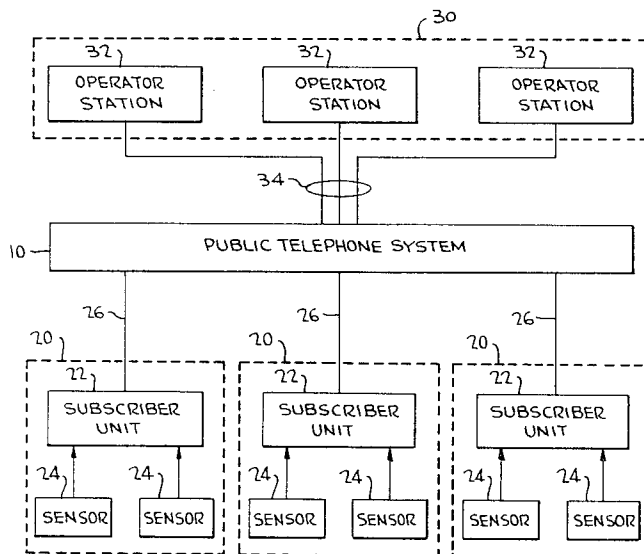 30
32 32 32
OPERATOR STATION OPERATOR STATION OPERATOR STATION
34
10 PUBLIC TELEPHONE SYSTEM
26 26 26
20 20 20
22 22 22
SUBSCRIBER UNIT SUBSCRIBER UNIT SUBSCRIBER UNIT
24 24 24 24 24 24
SENSOR SENSOR SENSOR SENSOR SENSOR SENSOR